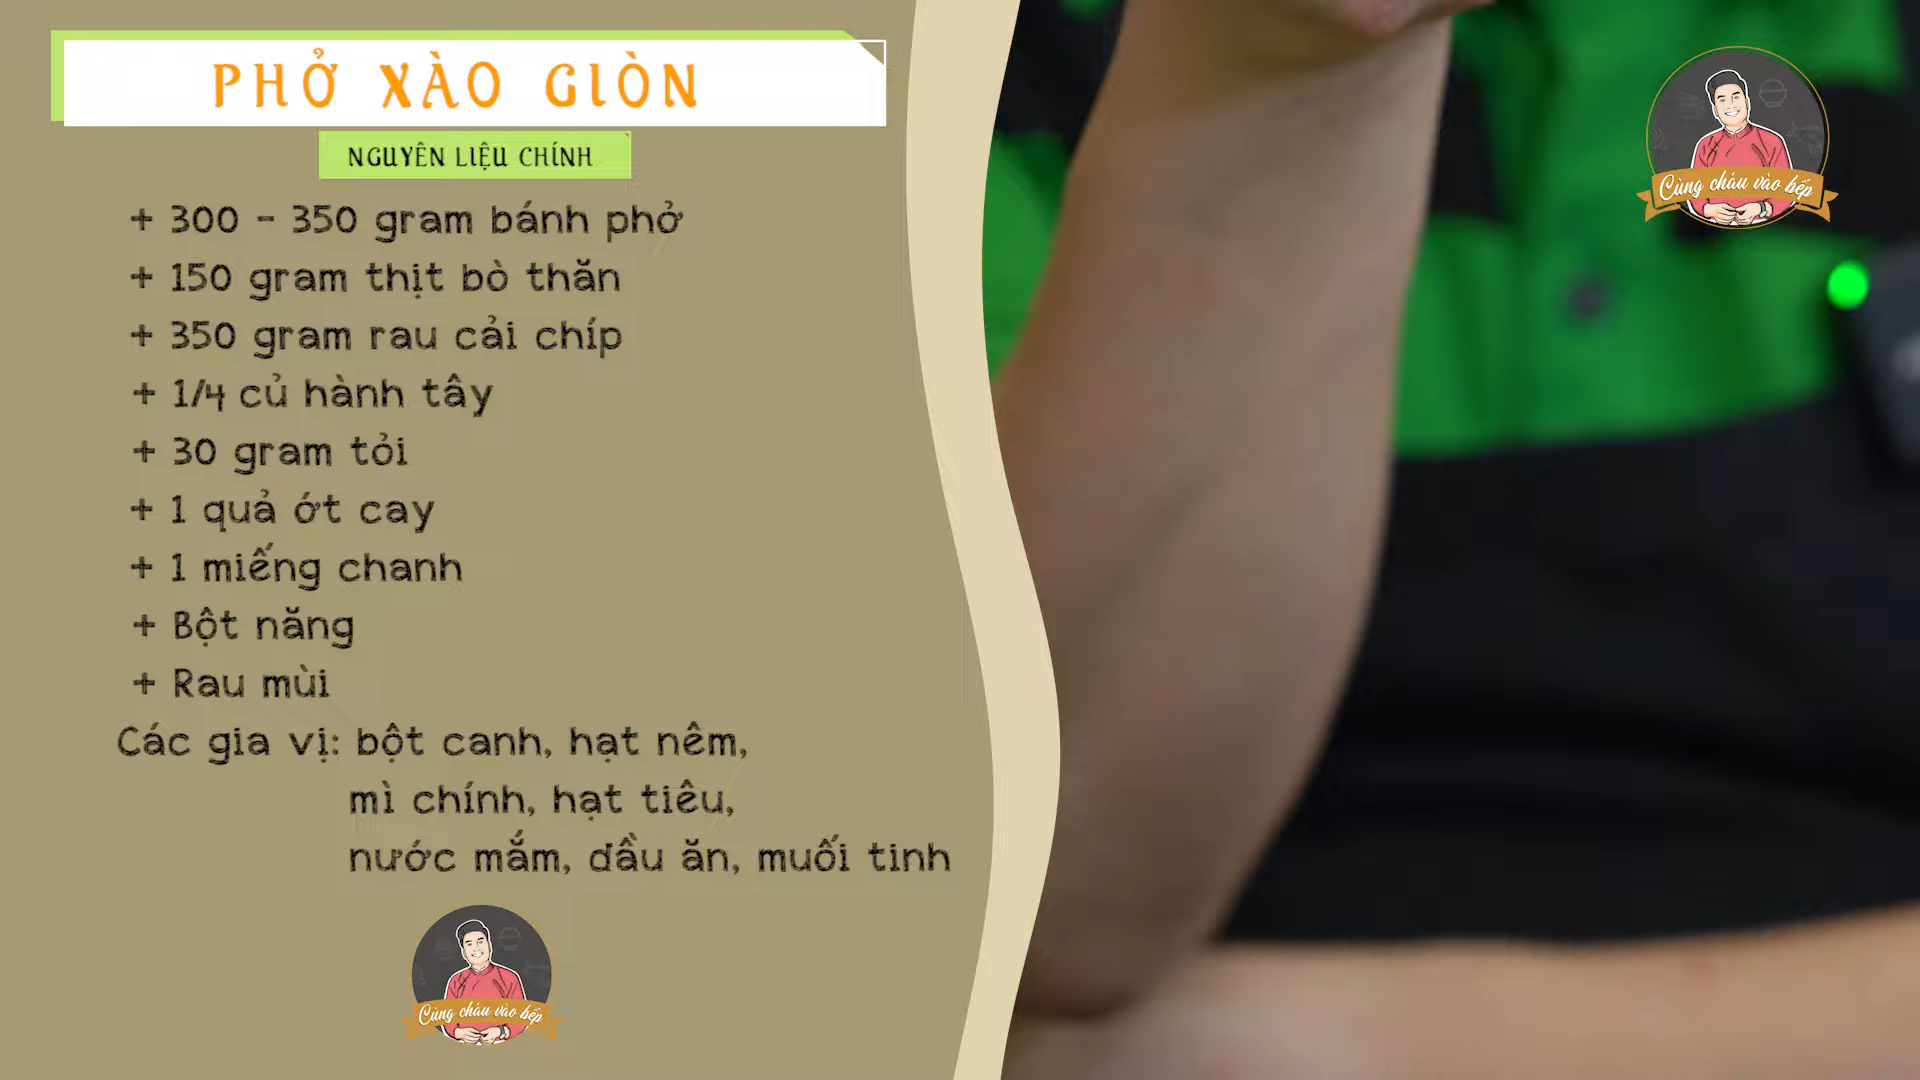 PHỞ XÀO GIÒN
NGUYÊN LIỆU CHÍNH
+ 300 - 350 gram bánh phở
+ 150 gram thịt bò thăn
+ 350 gram rau cải chíp
+ 1/4 củ hành tây
+ 30 gram tỏi
+ 1 quả ớt cay
+ 1 miếng chanh
+ Bột năng
+ Rau mùi
Các gia vị: bột canh, hạt nêm,
mì chính, hạt tiêu,
nước mắm, dầu ăn, muối tinh
Cùng cháu vào bếp
Cùng cháu vào bếp